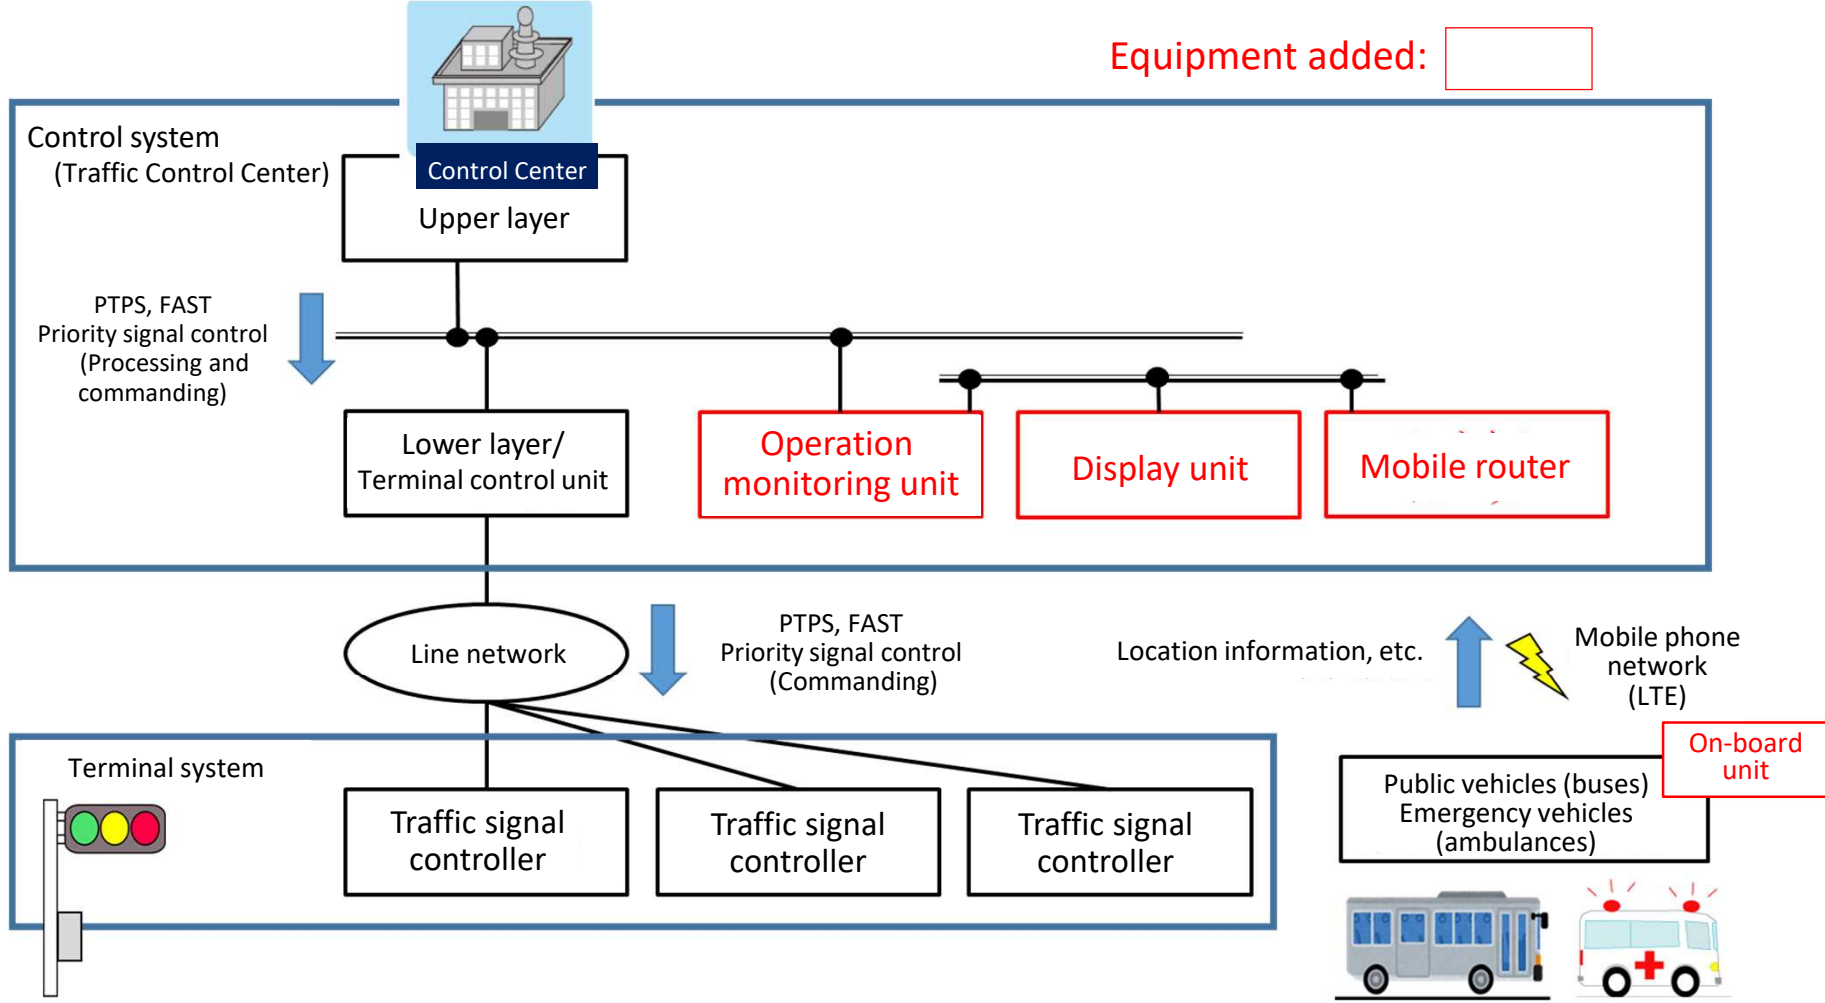 Equipment added:
Control system
(Traffic Control Center)
Control Center
Upper layer
PTPS, FAST
Priority signal control
(Processing and
commanding)
Lower layer/
Terminal control unit
Operation
monitoring unit
Display unit
Mobile router
Line network
PTPS, FAST
Priority signal control
(Commanding)
Location information, etc.
Mobile phone
network
(LTE)
On-board
unit
Public vehicles (buses)
Emergency vehicles
(ambulances)
Terminal system
Traffic signal
controller
Traffic signal
controller
Traffic signal
controller